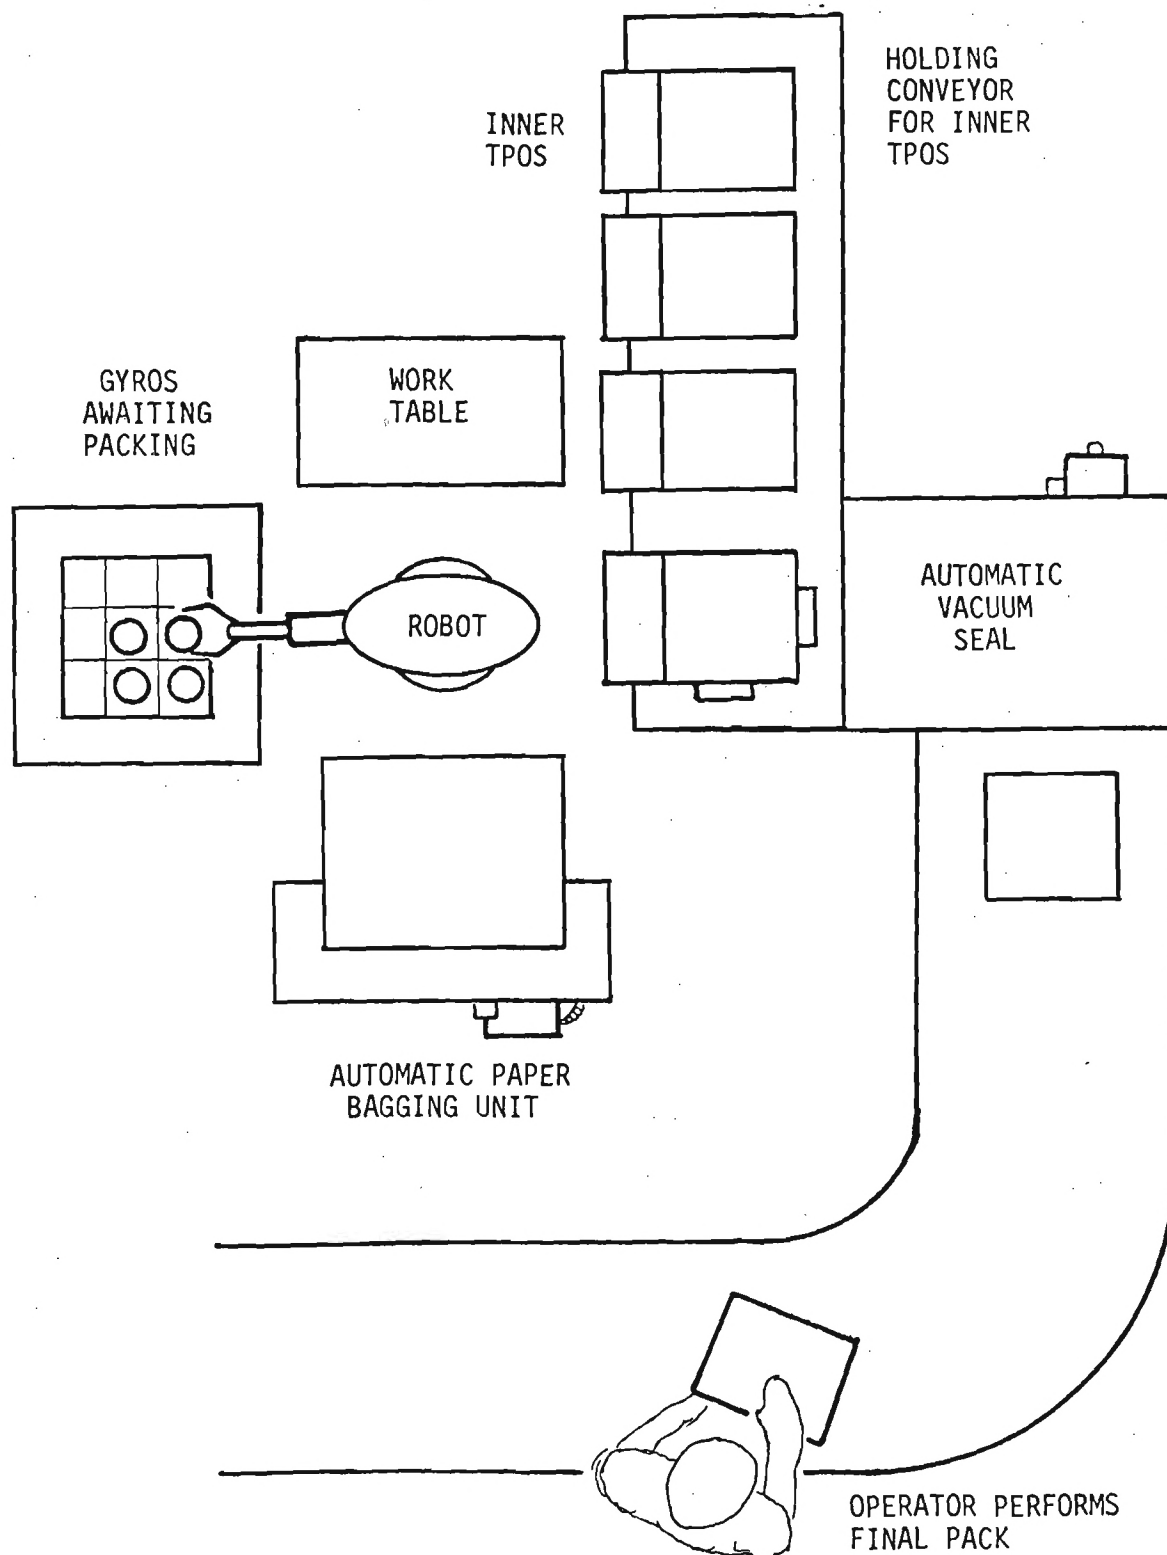 HOLDING
CONVEYOR
FOR INNER
TPOS
INNER
TPOS
GYROS
AWAITING
PACKING
WORK
TABLE
ROBOT
AUTOMATIC
VACUUM
SEAL
AUTOMATIC PAPER
BAGGING UNIT
OPERATOR PERFORMS
FINAL PACK